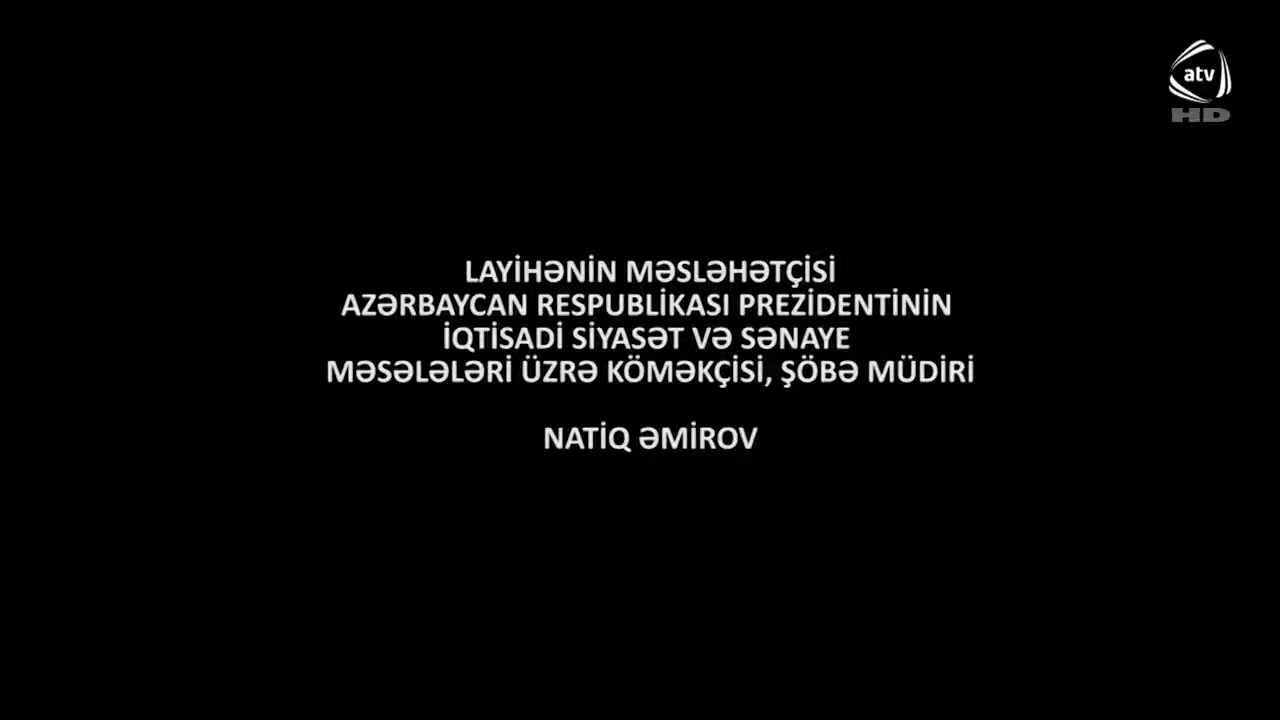 atv
HD
LAYİHƏNİN MƏSLƏHƏTÇİSİ
AZƏRBAYCAN RESPUBLİKASI PREZİDENTİNİN
İQTİSADİ SİYASƏT VƏ SƏNAYE
MƏSƏLƏLƏRİ ÜZRƏ KÖMƏKÇİSİ, ŞÖBƏ MÜDİRİ
NATİQ ƏMİROV